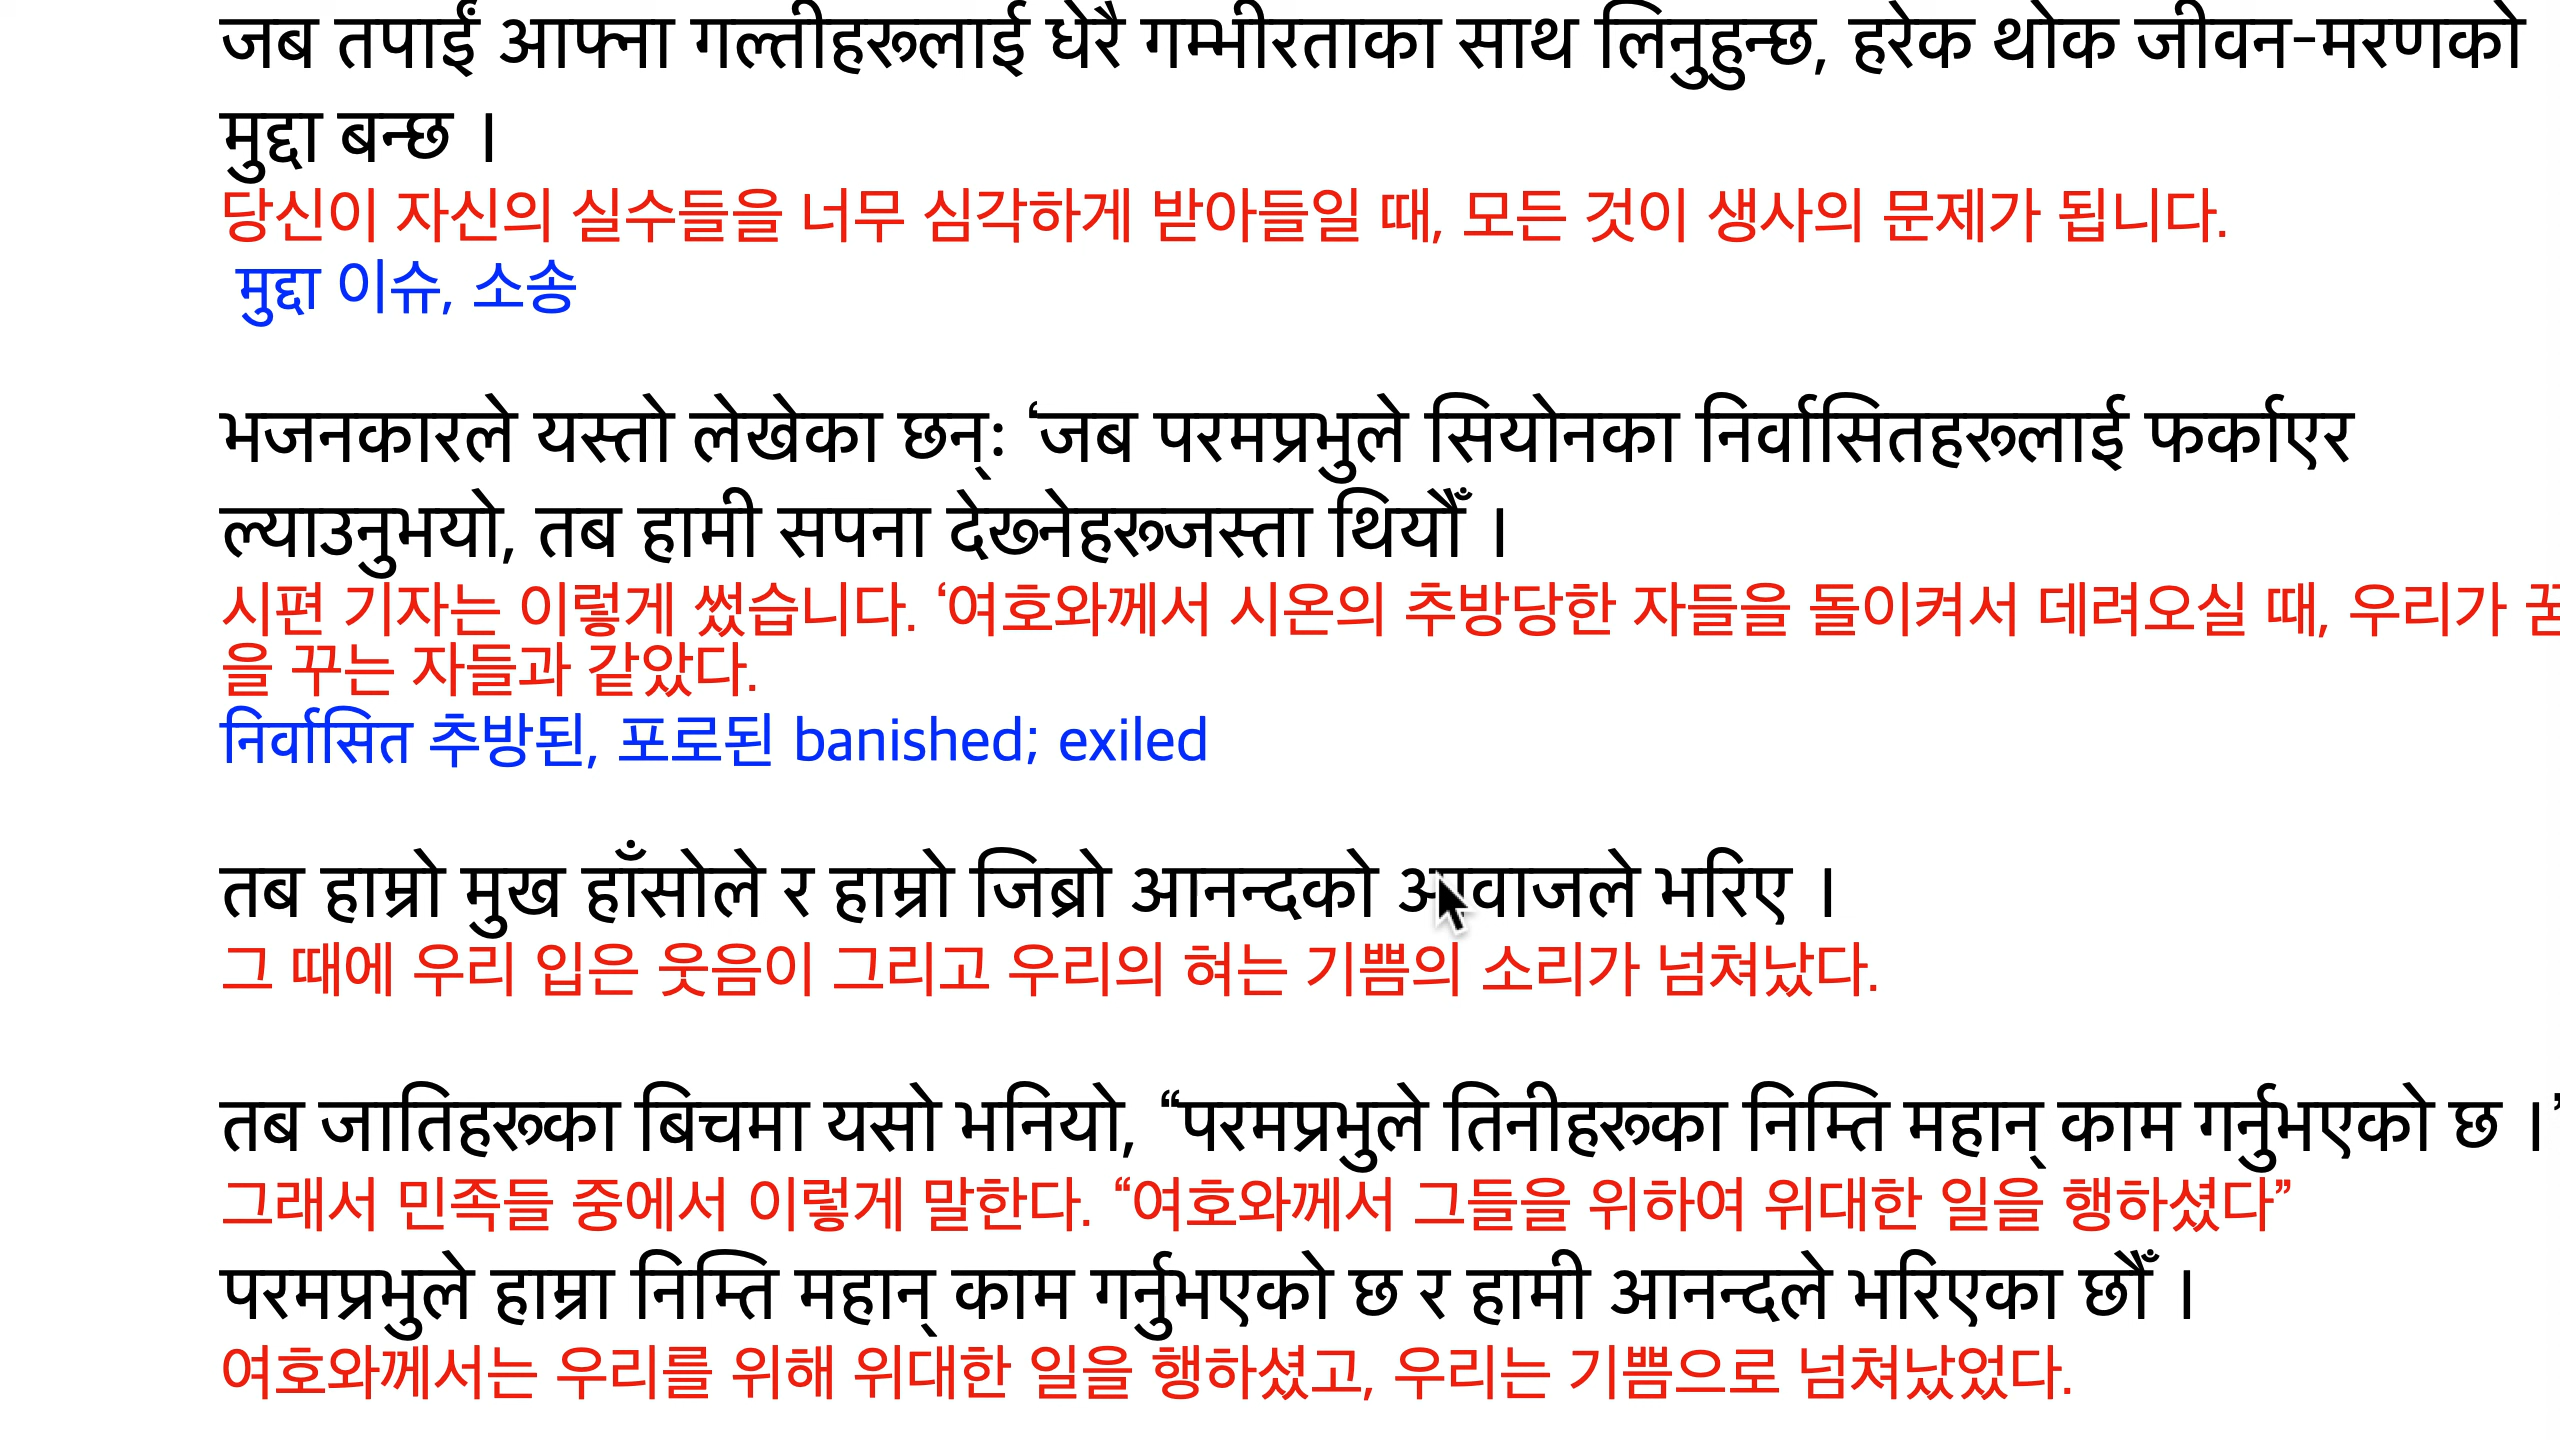 जब तपाईं आफ्ना गल्तीहरूलाई धेरै गम्भीरताका साथ लिनुहुन्छ, हरेक थोक जीवन-मरणको
मुद्दा बन्छ ।
당신이 자신의 실수들을 너무 심각하게 받아들일 때, 모든 것이 생사의 문제가 됩니다.
मुद्दा 이슈, 소송
भजनकारले यस्तो लेखेका छन्ः ‘जब परमप्रभुले सियोनका निर्वासितहरूलाई फर्काएर
ल्याउनुभयो, तब हामी सपना देख्नेहरूजस्ता थियौँ ।
시편 기자는 이렇게 썼습니다. ‘여호와께서 시온의 추방당한 자들을 돌이켜서 데려오실 때, 우리가 꿈
을 꾸는 자들과 같았다.
निर्वासित 추방된, 포로된 banished; exiled
तब हाम्रो मुख हाँसोले र हाम्रो जिब्रो आनन्दको आवाजले भरिए ।
그 때에 우리 입은 웃음이 그리고 우리의 혀는 기쁨의 소리가 넘쳐났다.
तब जातिहरूका बिचमा यसो भनियो, “परमप्रभुले तिनीहरूका निम्ति महान् काम गर्नुभएको छ ।”
그래서 민족들 중에서 이렇게 말한다. “여호와께서 그들을 위하여 위대한 일을 행하셨다”
परमप्रभुले हाम्रा निम्ति महान् काम गर्नुभएको छ र हामी आनन्दले भरिएका छौँ ।
여호와께서는 우리를 위해 위대한 일을 행하셨고, 우리는 기쁨으로 넘쳐났었다.